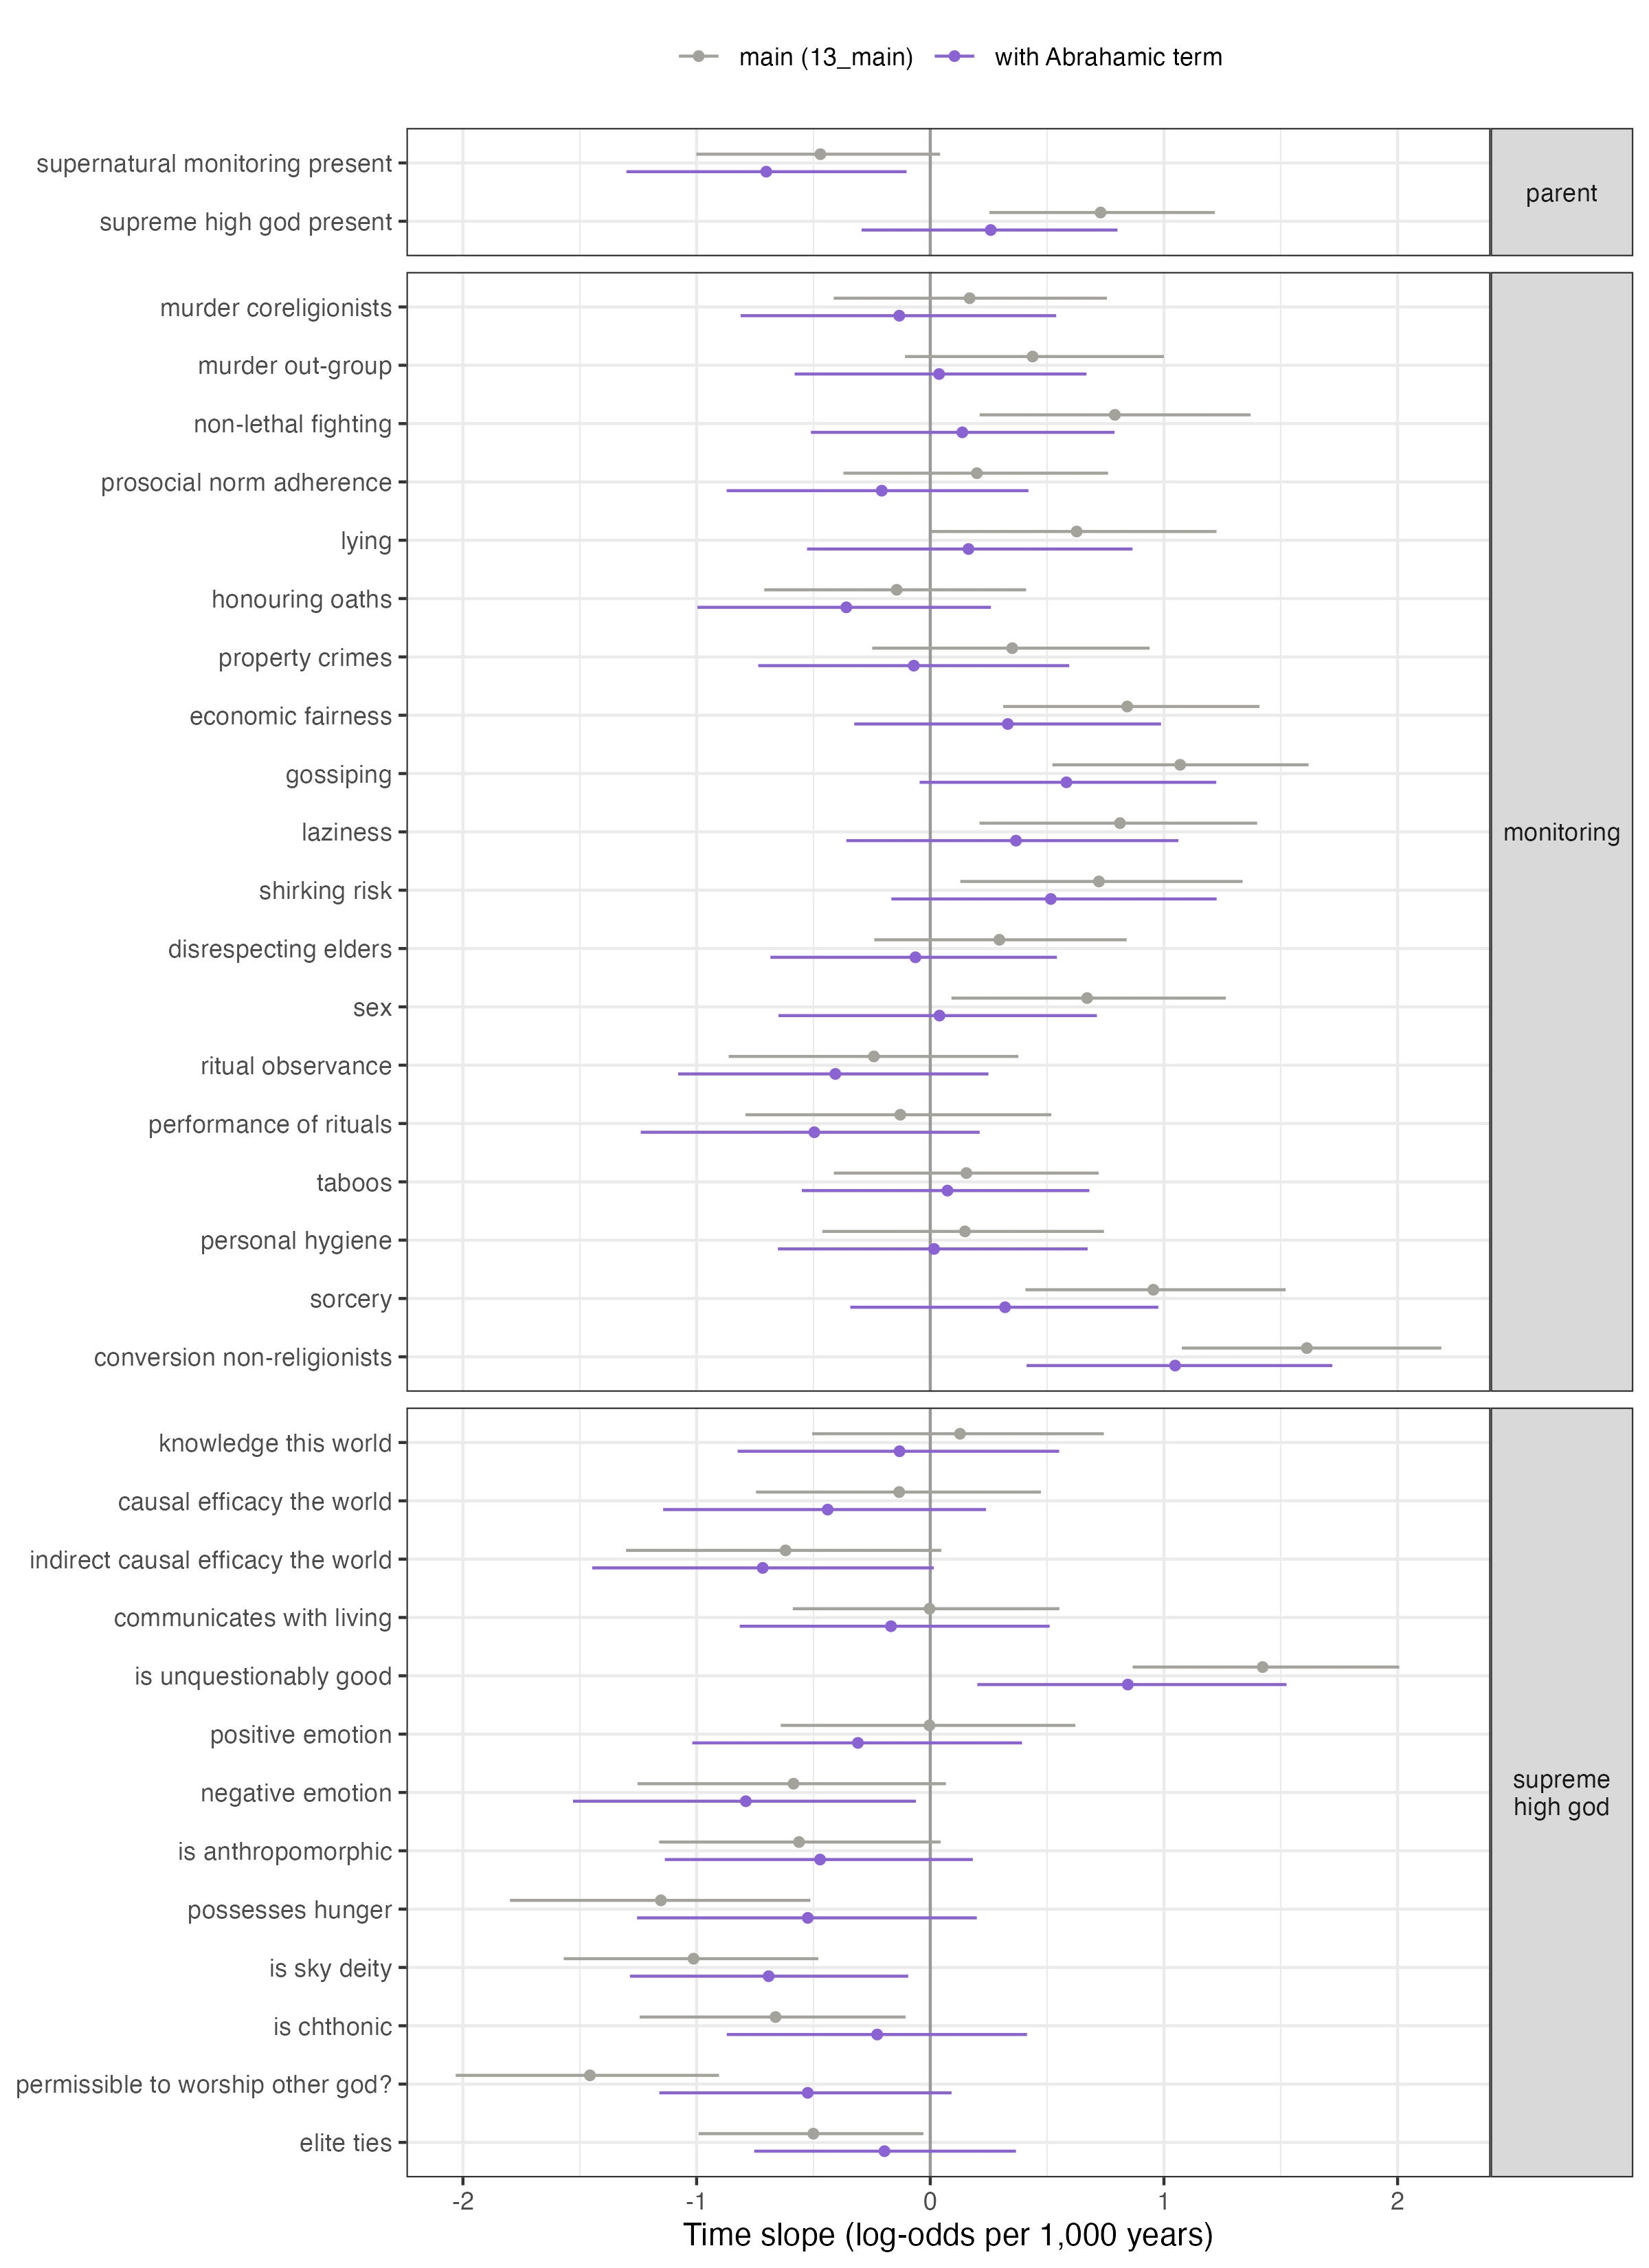 main (13_main) with Abrahamic term
supernatural monitoring present
supreme high god present
parent
murder coreligionists
murder out-group
non-lethal fighting
prosocial norm adherence
lying
honouring oaths
property crimes
economic fairness
gossiping
laziness
shirking risk
disrespecting elders
sex
ritual observance
performance of rituals
taboos
personal hygiene
sorcery
conversion non-religionists
monitoring
knowledge this world
causal efficacy the world
indirect causal efficacy the world
communicates with living
is unquestionably good
positive emotion
negative emotion
is anthropomorphic
possesses hunger
is sky deity
is chthonic
permissible to worship other god?
elite ties
supreme
high god
-2 -1 0 1 2
Time slope (log-odds per 1,000 years)